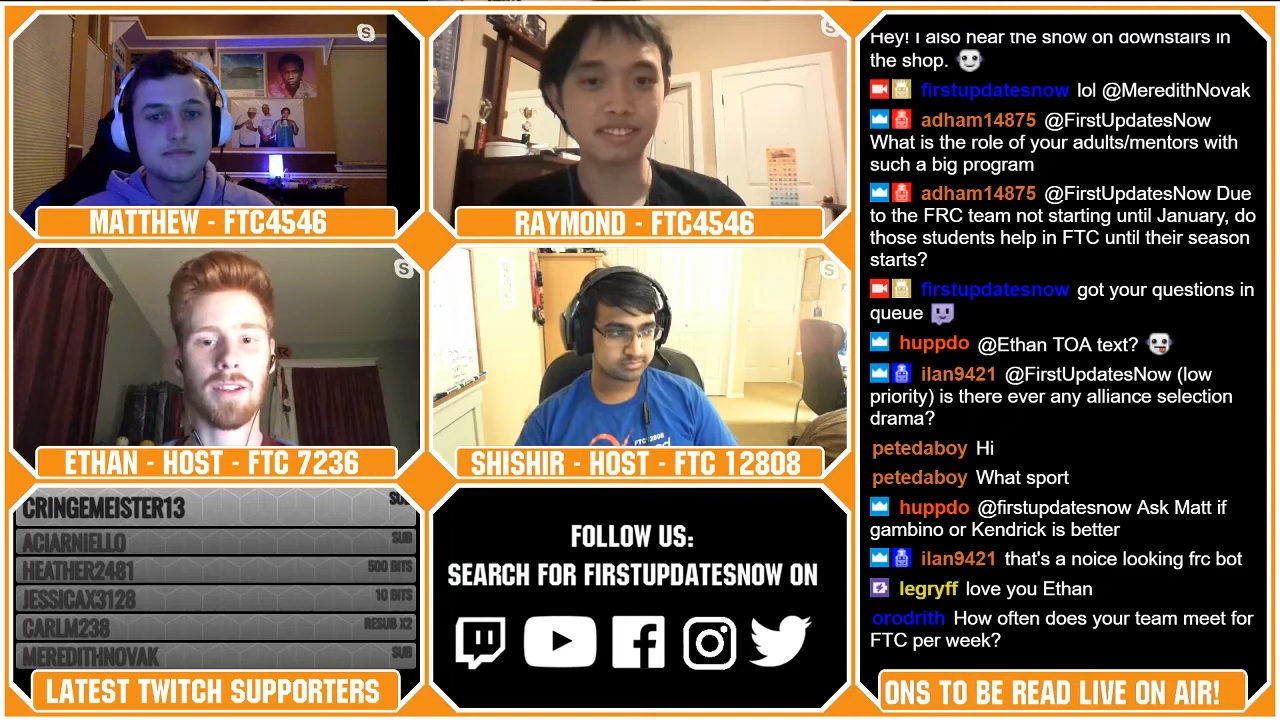 MATTHEW - FTC4546
RAYMOND - FTC4546
ETHAN - HOST - FTC 7236
SHISHIR - HOST - FTC 12808
FTC 12808
CRINGEMEISTER13
ACIARNIELLO SUB
HEATHER2481 500 BITS
JESSICAX3128 10 BITS
CARLM238 RESUB X2
MEREDITHNOVAK SUB
LATEST TWITCH SUPPORTERS
FOLLOW US:
SEARCH FOR FIRSTUPDATESNOW ON
Hey! I also hear the show on downstairs in
the shop.
firstupdatesnow lol @MeredithNovak
adham14875 @FirstUpdatesNow
What is the role of your adults/mentors with
such a big program
adham14875 @FirstUpdatesNow Due
to the FRC team not starting until January, do
those students help in FTC until their season
starts?
firstupdatesnow got your questions in
queue
huppdo @Ethan TOA text?
ilan9421 @FirstUpdatesNow (low
priority) is there ever any alliance selection
drama?
petedaboy Hi
petedaboy What sport
huppdo @firstupdatesnow Ask Matt if
gambino or Kendrick is better
ilan9421 that's a noice looking frc bot
legryff love you Ethan
orodrith How often does your team meet for
FTC per week?
ONS TO BE READ LIVE ON AIR!